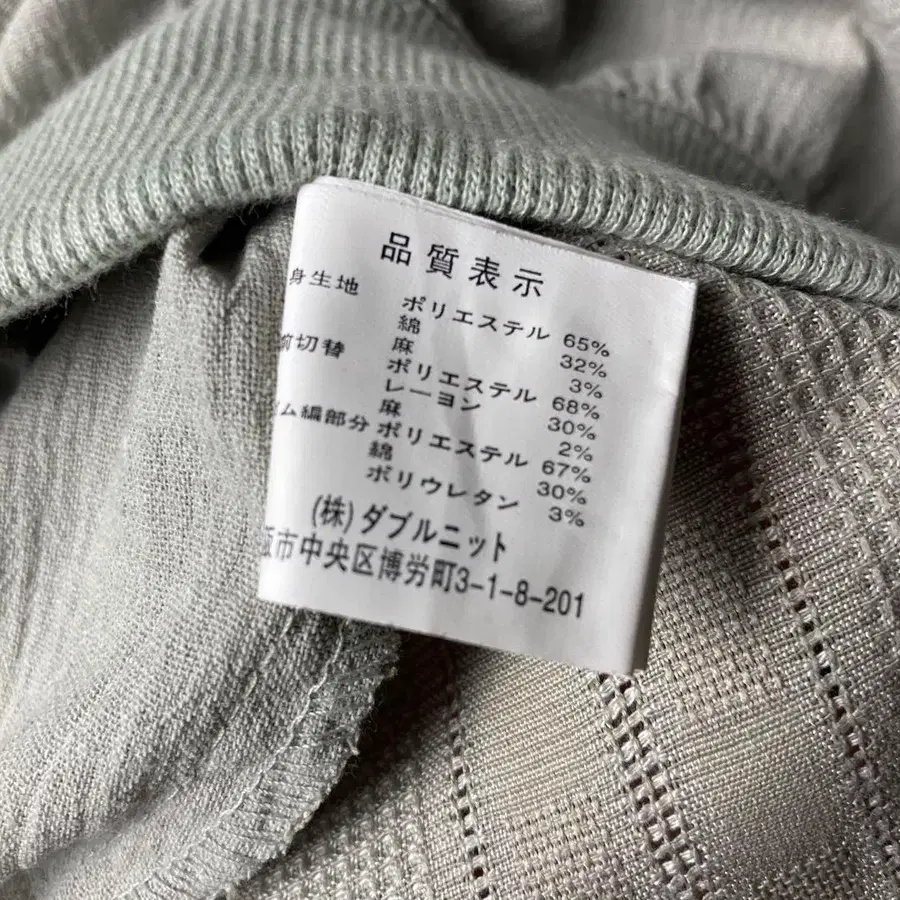 品質表示
身生地 ポリエステル 65%
綿 32%
麻 3%
前切替 ポリエステル 68%
レーヨン 30%
麻 2%
ム編部分 ポリエステル 67%
綿 30%
ポリウレタン 3%
(株)ダブルニット
阪市中央区博労町3-1-8-201